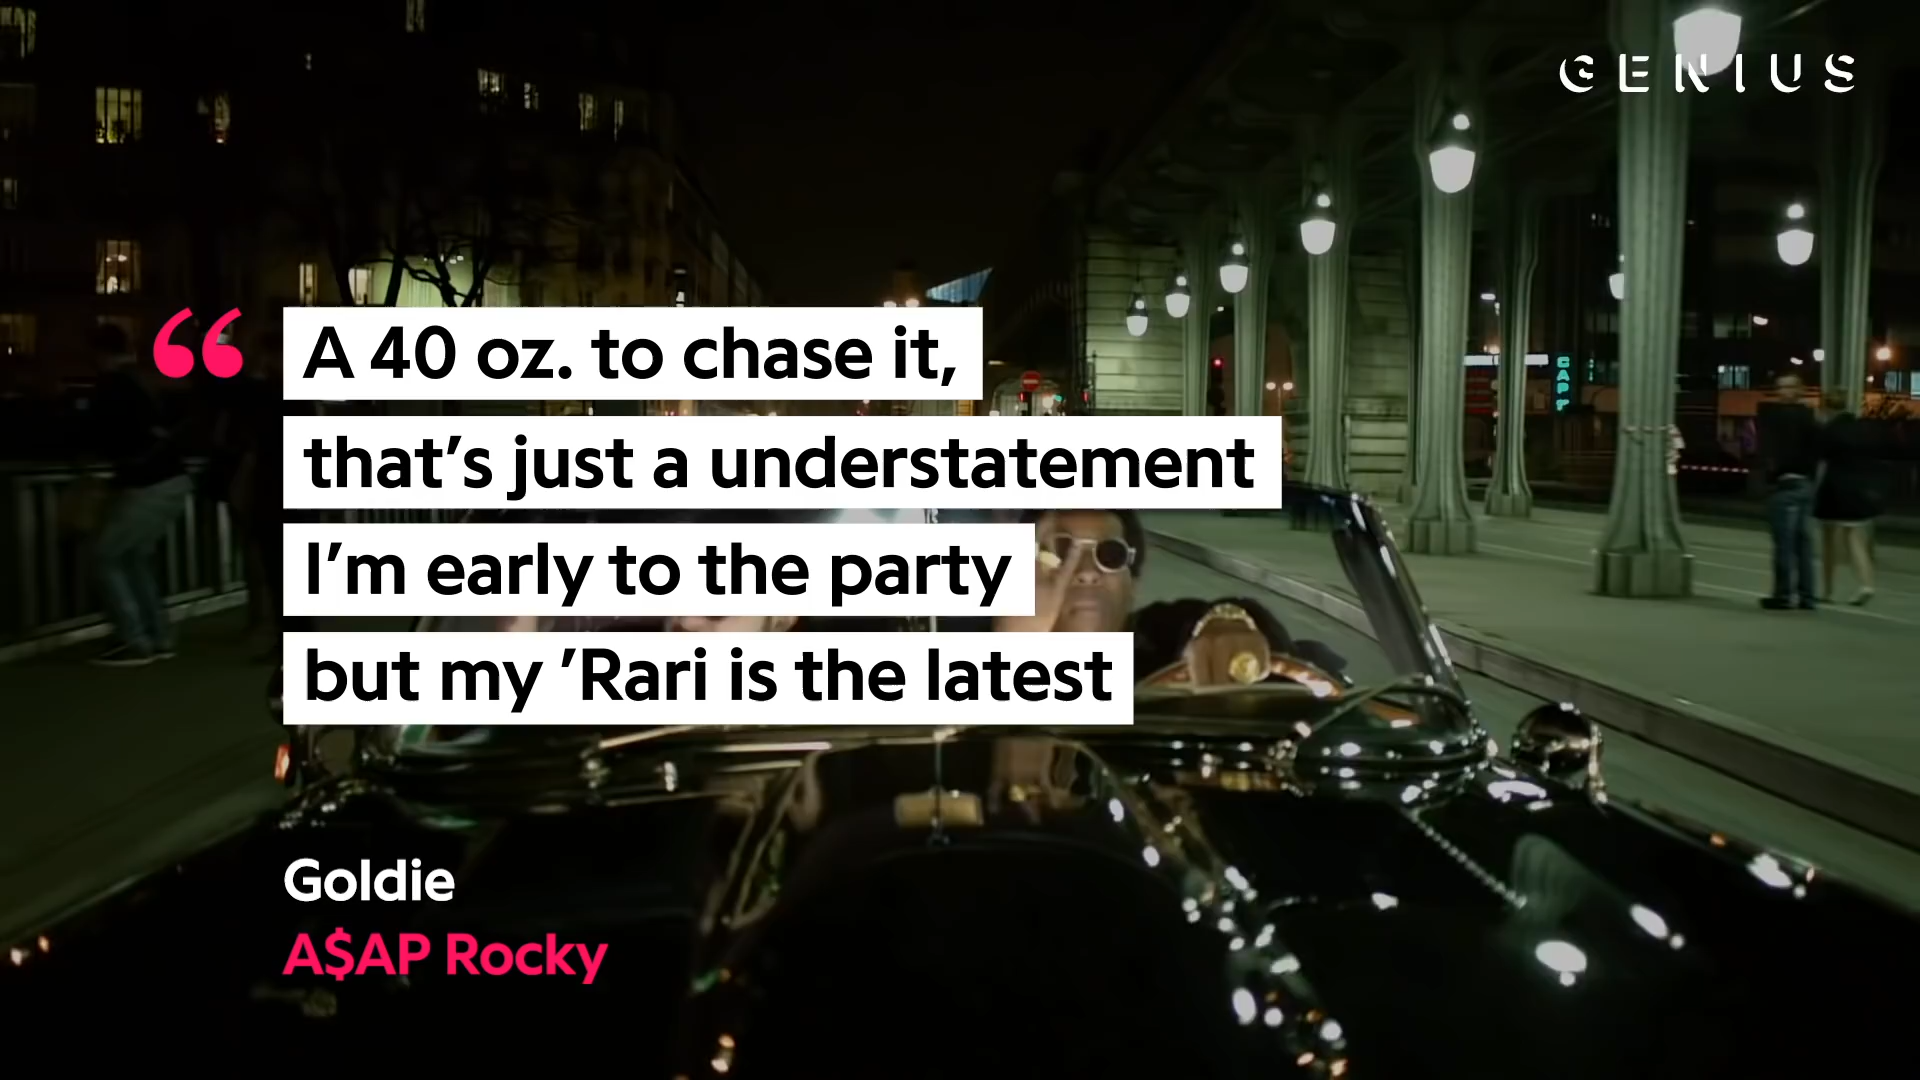 GENIUS
“
A 40 oz. to chase it,
that’s just a understatement
I’m early to the party
but my ’Rari is the latest
Goldie
A$AP Rocky